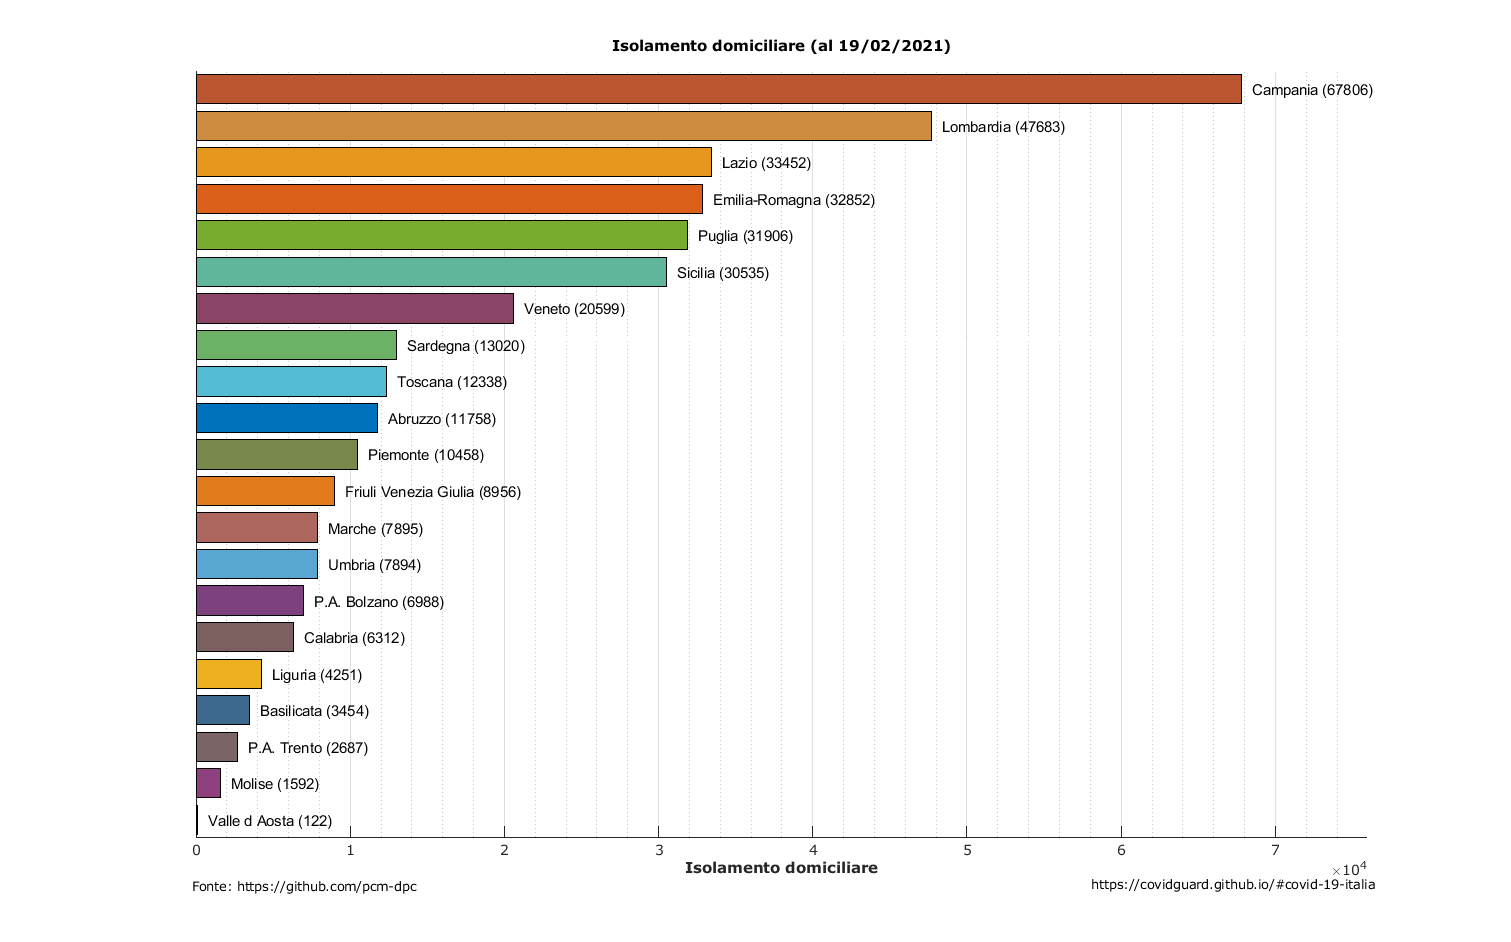 Isolamento domiciliare (al 19/02/2021)
Campania (67806)
Lombardia (47683)
Lazio (33452)
Emilia-Romagna (32852)
Puglia (31906)
Sicilia (30535)
Veneto (20599)
Sardegna (13020)
Toscana (12338)
Abruzzo (11758)
Piemonte (10458)
Friuli Venezia Giulia (8956)
Marche (7895)
Umbria (7894)
P.A. Bolzano (6988)
Calabria (6312)
Liguria (4251)
Basilicata (3454)
P.A. Trento (2687)
Molise (1592)
Valle d Aosta (122)
0 1 2 3 4 5 6 7
Isolamento domiciliare
×10⁴
Fonte: https://github.com/pcm-dpc
https://covidguard.github.io/#covid-19-italia